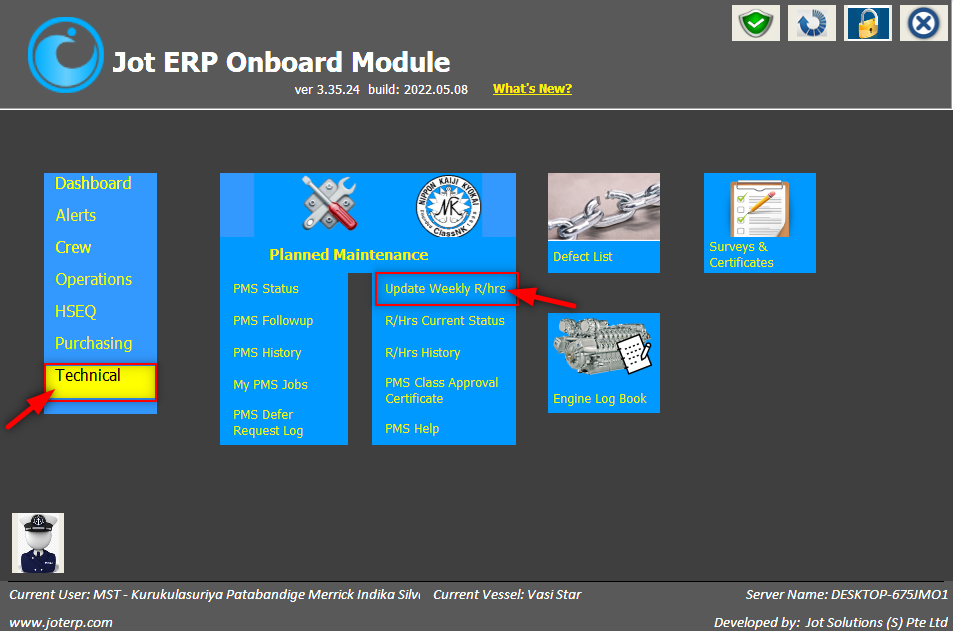 Jot ERP Onboard Module
ver 3.35.24 build: 2022.05.08 What's New?
Dashboard
Alerts
Crew
Operations
HSEQ
Purchasing
Technical
NIPPON KAIJI KYOKAI
NK
ClassNK
Planned Maintenance
PMS Status
PMS Followup
PMS History
My PMS Jobs
PMS Defer
Request Log
Update Weekly R/hrs
R/Hrs Current Status
R/Hrs History
PMS Class Approval
Certificate
PMS Help
Defect List
Engine Log Book
Surveys &
Certificates
Current User: MST - Kurukulasuriya Patabandige Merrick Indika Silv Current Vessel: Vasi Star Server Name: DESKTOP-675JMO1
www.joterp.com Developed by: Jot Solutions (S) Pte Ltd